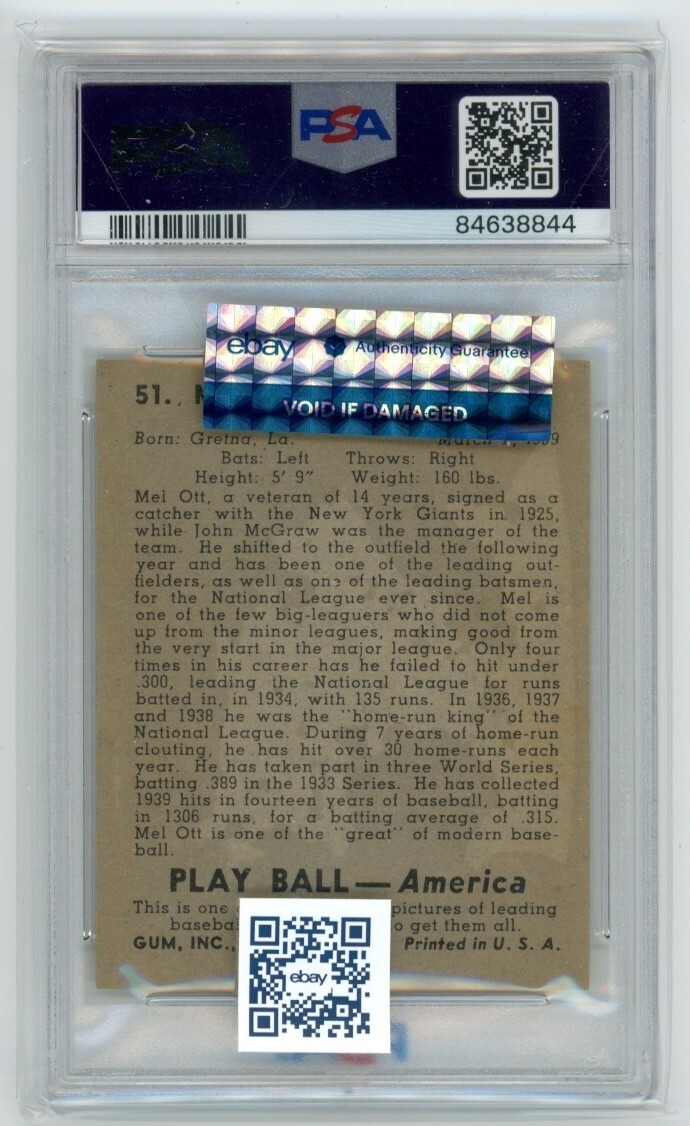 PSA
84638844
ebay Authenticity Guarantee
VOID IF DAMAGED
51.
Born: Gretna, La.
Bats: Left Throws: Right
Height: 5' 9" Weight: 160 lbs.
Mel Ott, a veteran of 14 years, signed as a
catcher with the New York Giants in 1925,
while John McGraw was the manager of the
team. He shifted to the outfield the following
year and has been one of the leading out-
fielders, as well as one of the leading batsmen,
for the National League ever since. Mel is
one of the few big-leaguers who did not come
up from the minor leagues, making good from
the very start in the major league. Only four
times in his career has he failed to hit under
.300, leading the National League for runs
batted in, in 1934, with 135 runs. In 1936, 1937
and 1938 he was the "home-run king" of the
National League. During 7 years of home-run
clouting, he has hit over 30 home-runs each
year. He has taken part in three World Series,
batting .389 in the 1933 Series. He has collected
1939 hits in fourteen years of baseball, batting
in 1306 runs, for a batting average of .315.
Mel Ott is one of the "great" of modern base-
ball.
PLAY BALL—America
This is one pictures of leading
to get them all.
GUM, INC., Printed in U. S. A.
ebay